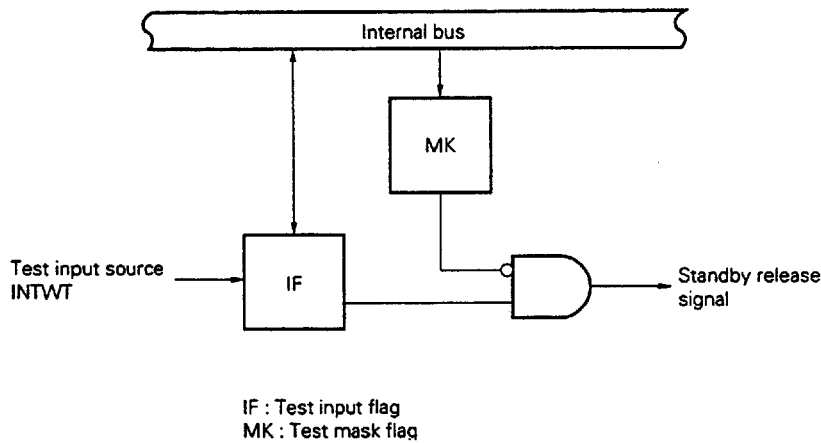 Internal bus
MK
Test input source
INTWT
IF
Standby release
signal
IF : Test input flag
MK : Test mask flag